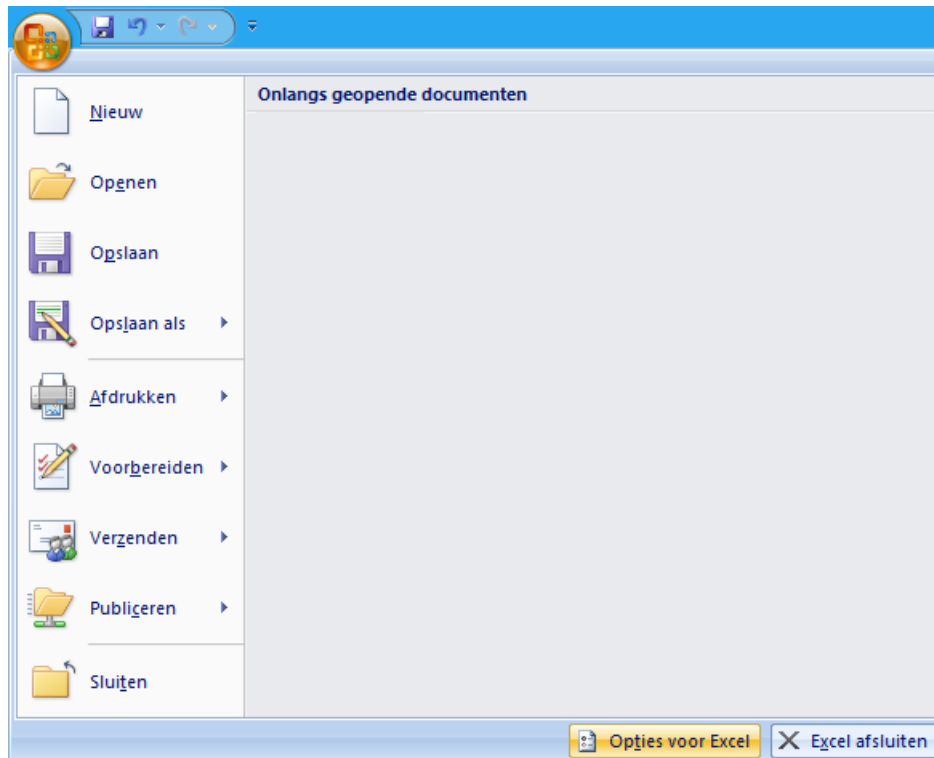 Onlangs geopende documenten
Nieuw
Openen
Opslaan
Opslaan als
Afdrukken
Voorbereiden
Verzenden
Publiceren
Sluiten
Opties voor Excel
Excel afsluiten